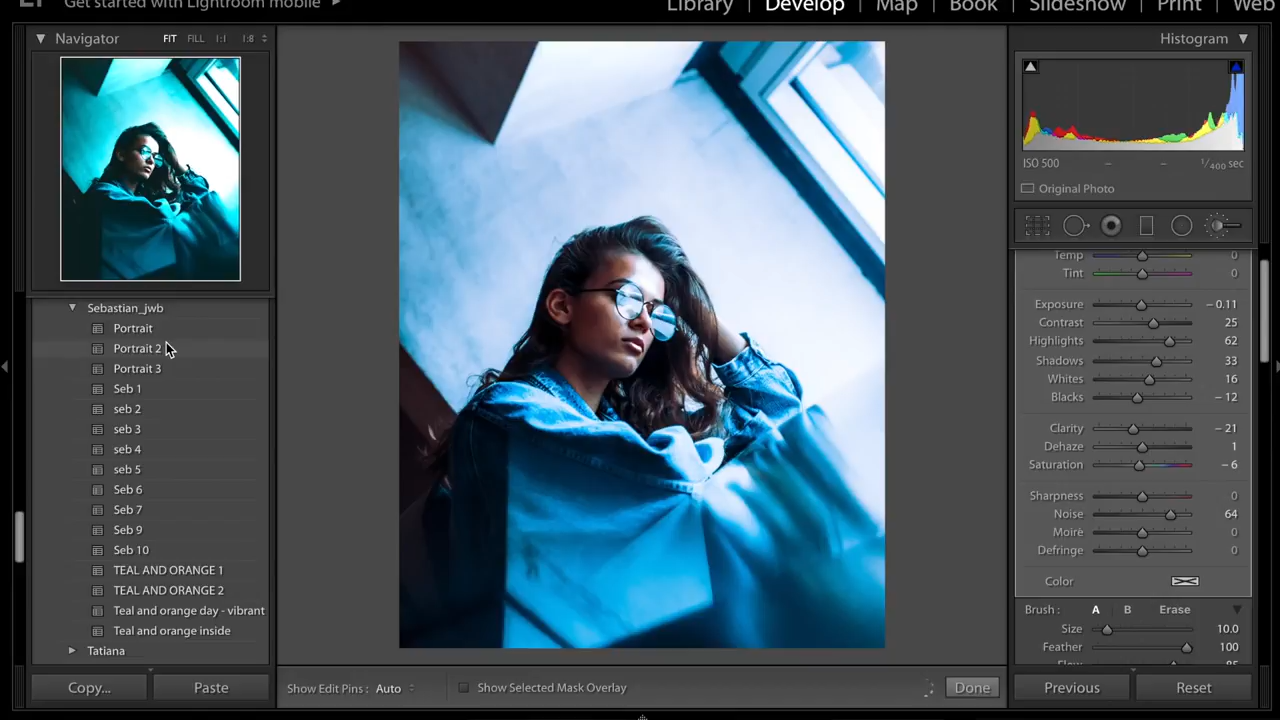 Get started with Lightroom mobile
Library Develop Map Book Slideshow Print Web
Navigator FIT FILL 1:1 1:8
Sebastian_jwb
Portrait
Portrait 2
Portrait 3
Seb 1
seb 2
seb 3
seb 4
seb 5
Seb 6
Seb 7
Seb 9
Seb 10
TEAL AND ORANGE 1
TEAL AND ORANGE 2
Teal and orange day - vibrant
Teal and orange inside
Tatiana
Copy... Paste
Show Edit Pins: Auto Show Selected Mask Overlay Done
Histogram
ISO 500 – – 1/400 sec
Original Photo
Temp 0
Tint 0
Exposure – 0.11
Contrast 25
Highlights 62
Shadows 33
Whites 16
Blacks – 12
Clarity – 21
Dehaze 1
Saturation – 6
Sharpness 0
Noise 64
Moiré 0
Defringe 0
Color
Brush : A B Erase
Size 10.0
Feather 100
Previous Reset